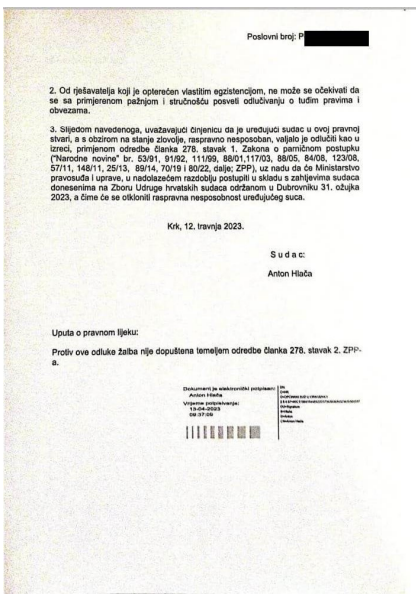 Poslovni broj: P
2. Od rješavatelja koji je opterećen vlastitim egzistencijom, ne može se očekivati da
se sa primjerenom pažnjom i stručnošću posveti odlučivanju o tuđim pravima i
obvezama.
3. Slijedom navedenoga, uvažavajući činjenicu da je uređujući sudac u ovoj pravnoj
stvari, a s obzirom na stanje zlovolje, raspravno nesposoban, valjalo je odlučiti kao u
izreci, primjenom odredbe članka 278. stavak 1. Zakona o parničnom postupku
("Narodne novine" br. 53/91, 91/92, 111/99, 88/01,117/03, 88/05, 84/08, 123/08,
57/11, 148/11, 25/13, 89/14, 70/19 i 80/22, dalje; ZPP), uz nadu da će Ministarstvo
pravosuđa i uprave, u nadolazećem razdoblju postupiti u skladu s zahtjevima sudaca
donesenima na Zboru Udruge hrvatskih sudaca održanom u Dubrovniku 31. ožujka
2023, a čime će se otkloniti raspravna nesposobnost uređujućeg suca.
Krk, 12. travnja 2023.
S u d a c:
Anton Hlača
Uputa o pravnom lijeku:
Protiv ove odluke žalba nije dopuštena temeljem odredbe članka 278. stavak 2. ZPP-
a.
Dokument je elektronički potpisan:
Anton Hlača
Vrijeme potpisivanja:
13-04-2023
09:37:09